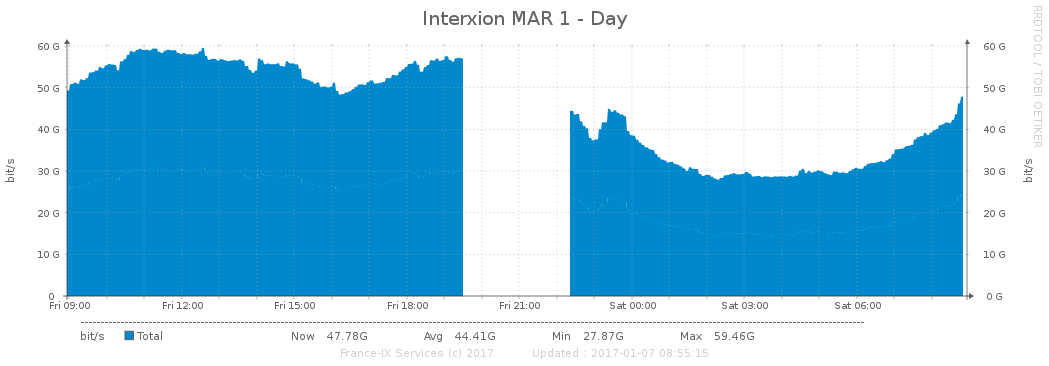 Interxion MAR 1 - Day
RRDTOOL / TOBI OETIKER
60 G 60 G
50 G 50 G
40 G 40 G
30 G 30 G
20 G 20 G
10 G 10 G
0 0 G
bit/s
bit/s
Fri 09:00 Fri 12:00 Fri 15:00 Fri 18:00 Fri 21:00 Sat 00:00 Sat 03:00 Sat 06:00
bit/s Total Now 47.78G Avg 44.41G Min 27.87G Max 59.46G
France-IX Services (c) 2017 Updated : 2017-01-07 08:55:15